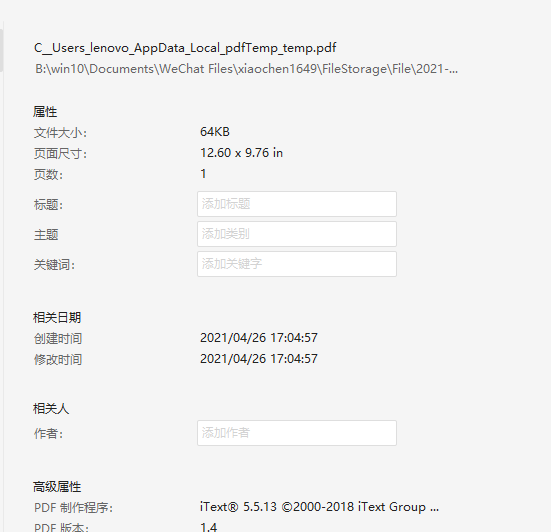 C__Users_lenovo_AppData_Local_pdfTemp_temp.pdf
B:\win10\Documents\WeChat Files\xiaochen1649\FileStorage\File\2021-...
属性
文件大小： 64KB
页面尺寸： 12.60 x 9.76 in
页数： 1
标题： 添加标题
主题 添加类别
关键词： 添加关键字
相关日期
创建时间 2021/04/26 17:04:57
修改时间 2021/04/26 17:04:57
相关人
作者： 添加作者
高级属性
PDF 制作程序： iText® 5.5.13 ©2000-2018 iText Group ...
PDF 版本： 1.4